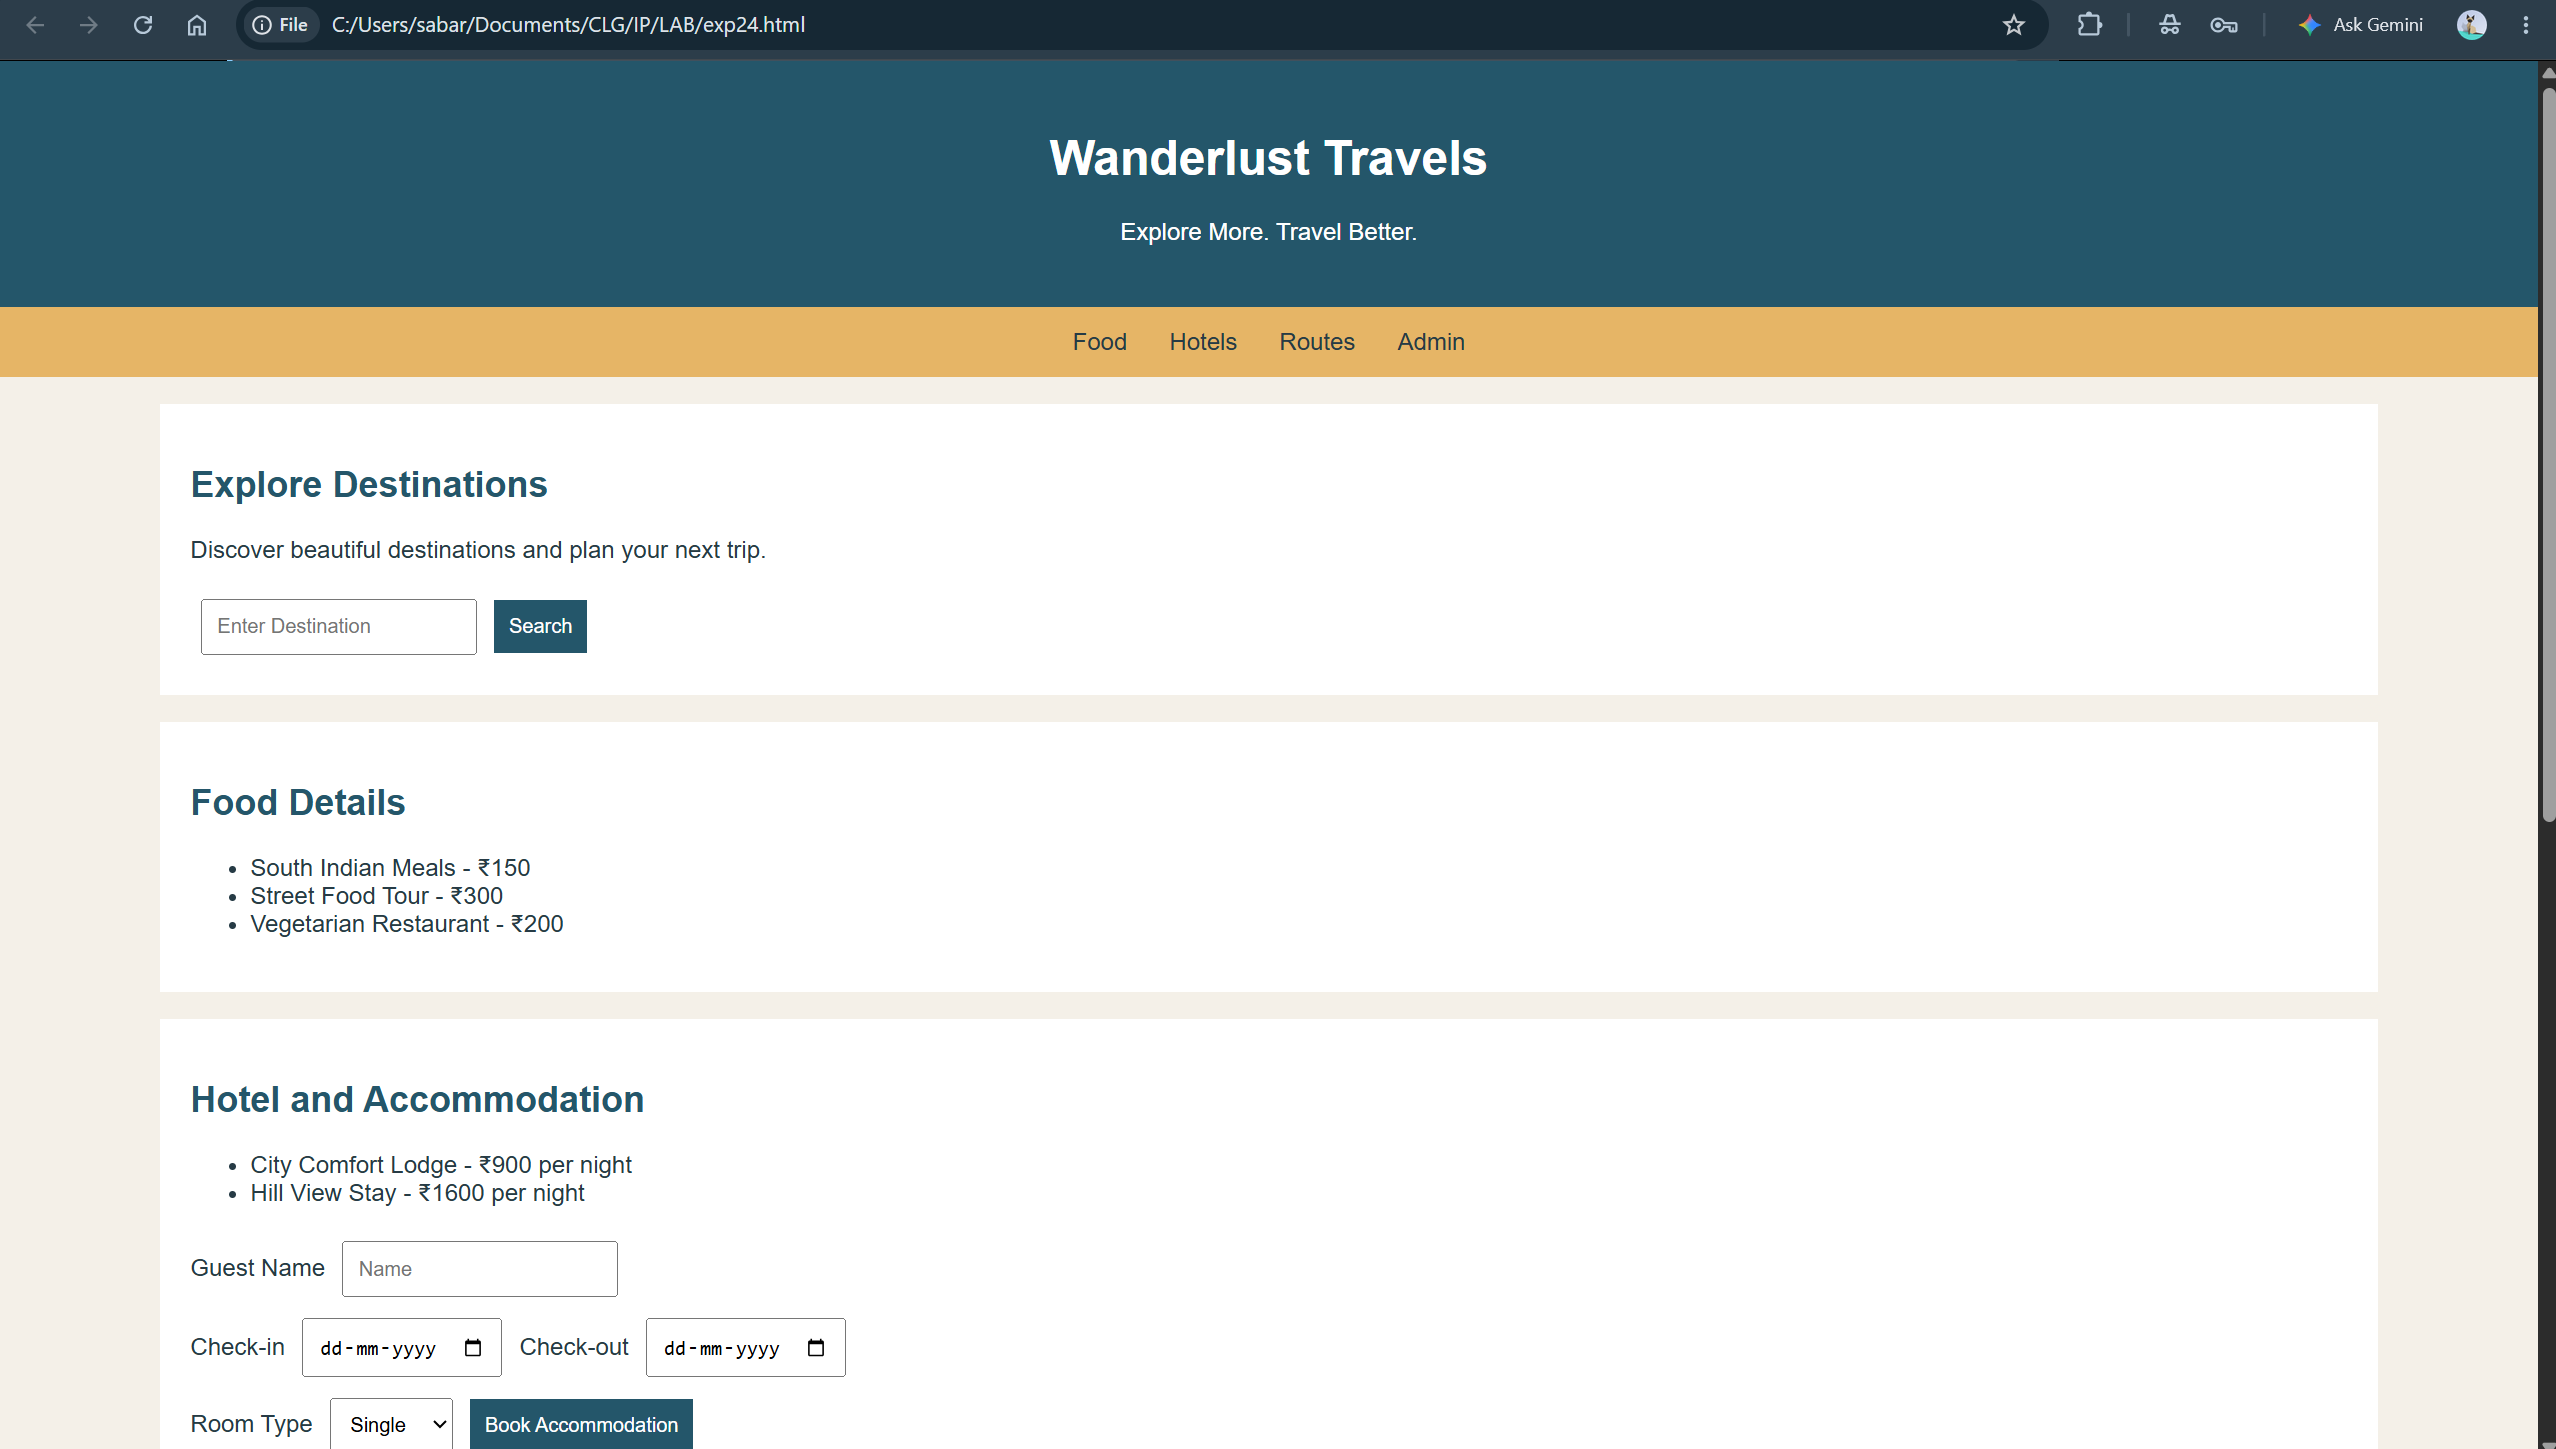 File C:/Users/sabar/Documents/CLG/IP/LAB/exp24.html Ask Gemini
Wanderlust Travels
Explore More. Travel Better.
Food Hotels Routes Admin
Explore Destinations
Discover beautiful destinations and plan your next trip.
Enter Destination Search
Food Details
• South Indian Meals - ₹150
• Street Food Tour - ₹300
• Vegetarian Restaurant - ₹200
Hotel and Accommodation
• City Comfort Lodge - ₹900 per night
• Hill View Stay - ₹1600 per night
Guest Name Name
Check-in dd-mm-yyyy Check-out dd-mm-yyyy
Room Type Single Book Accommodation